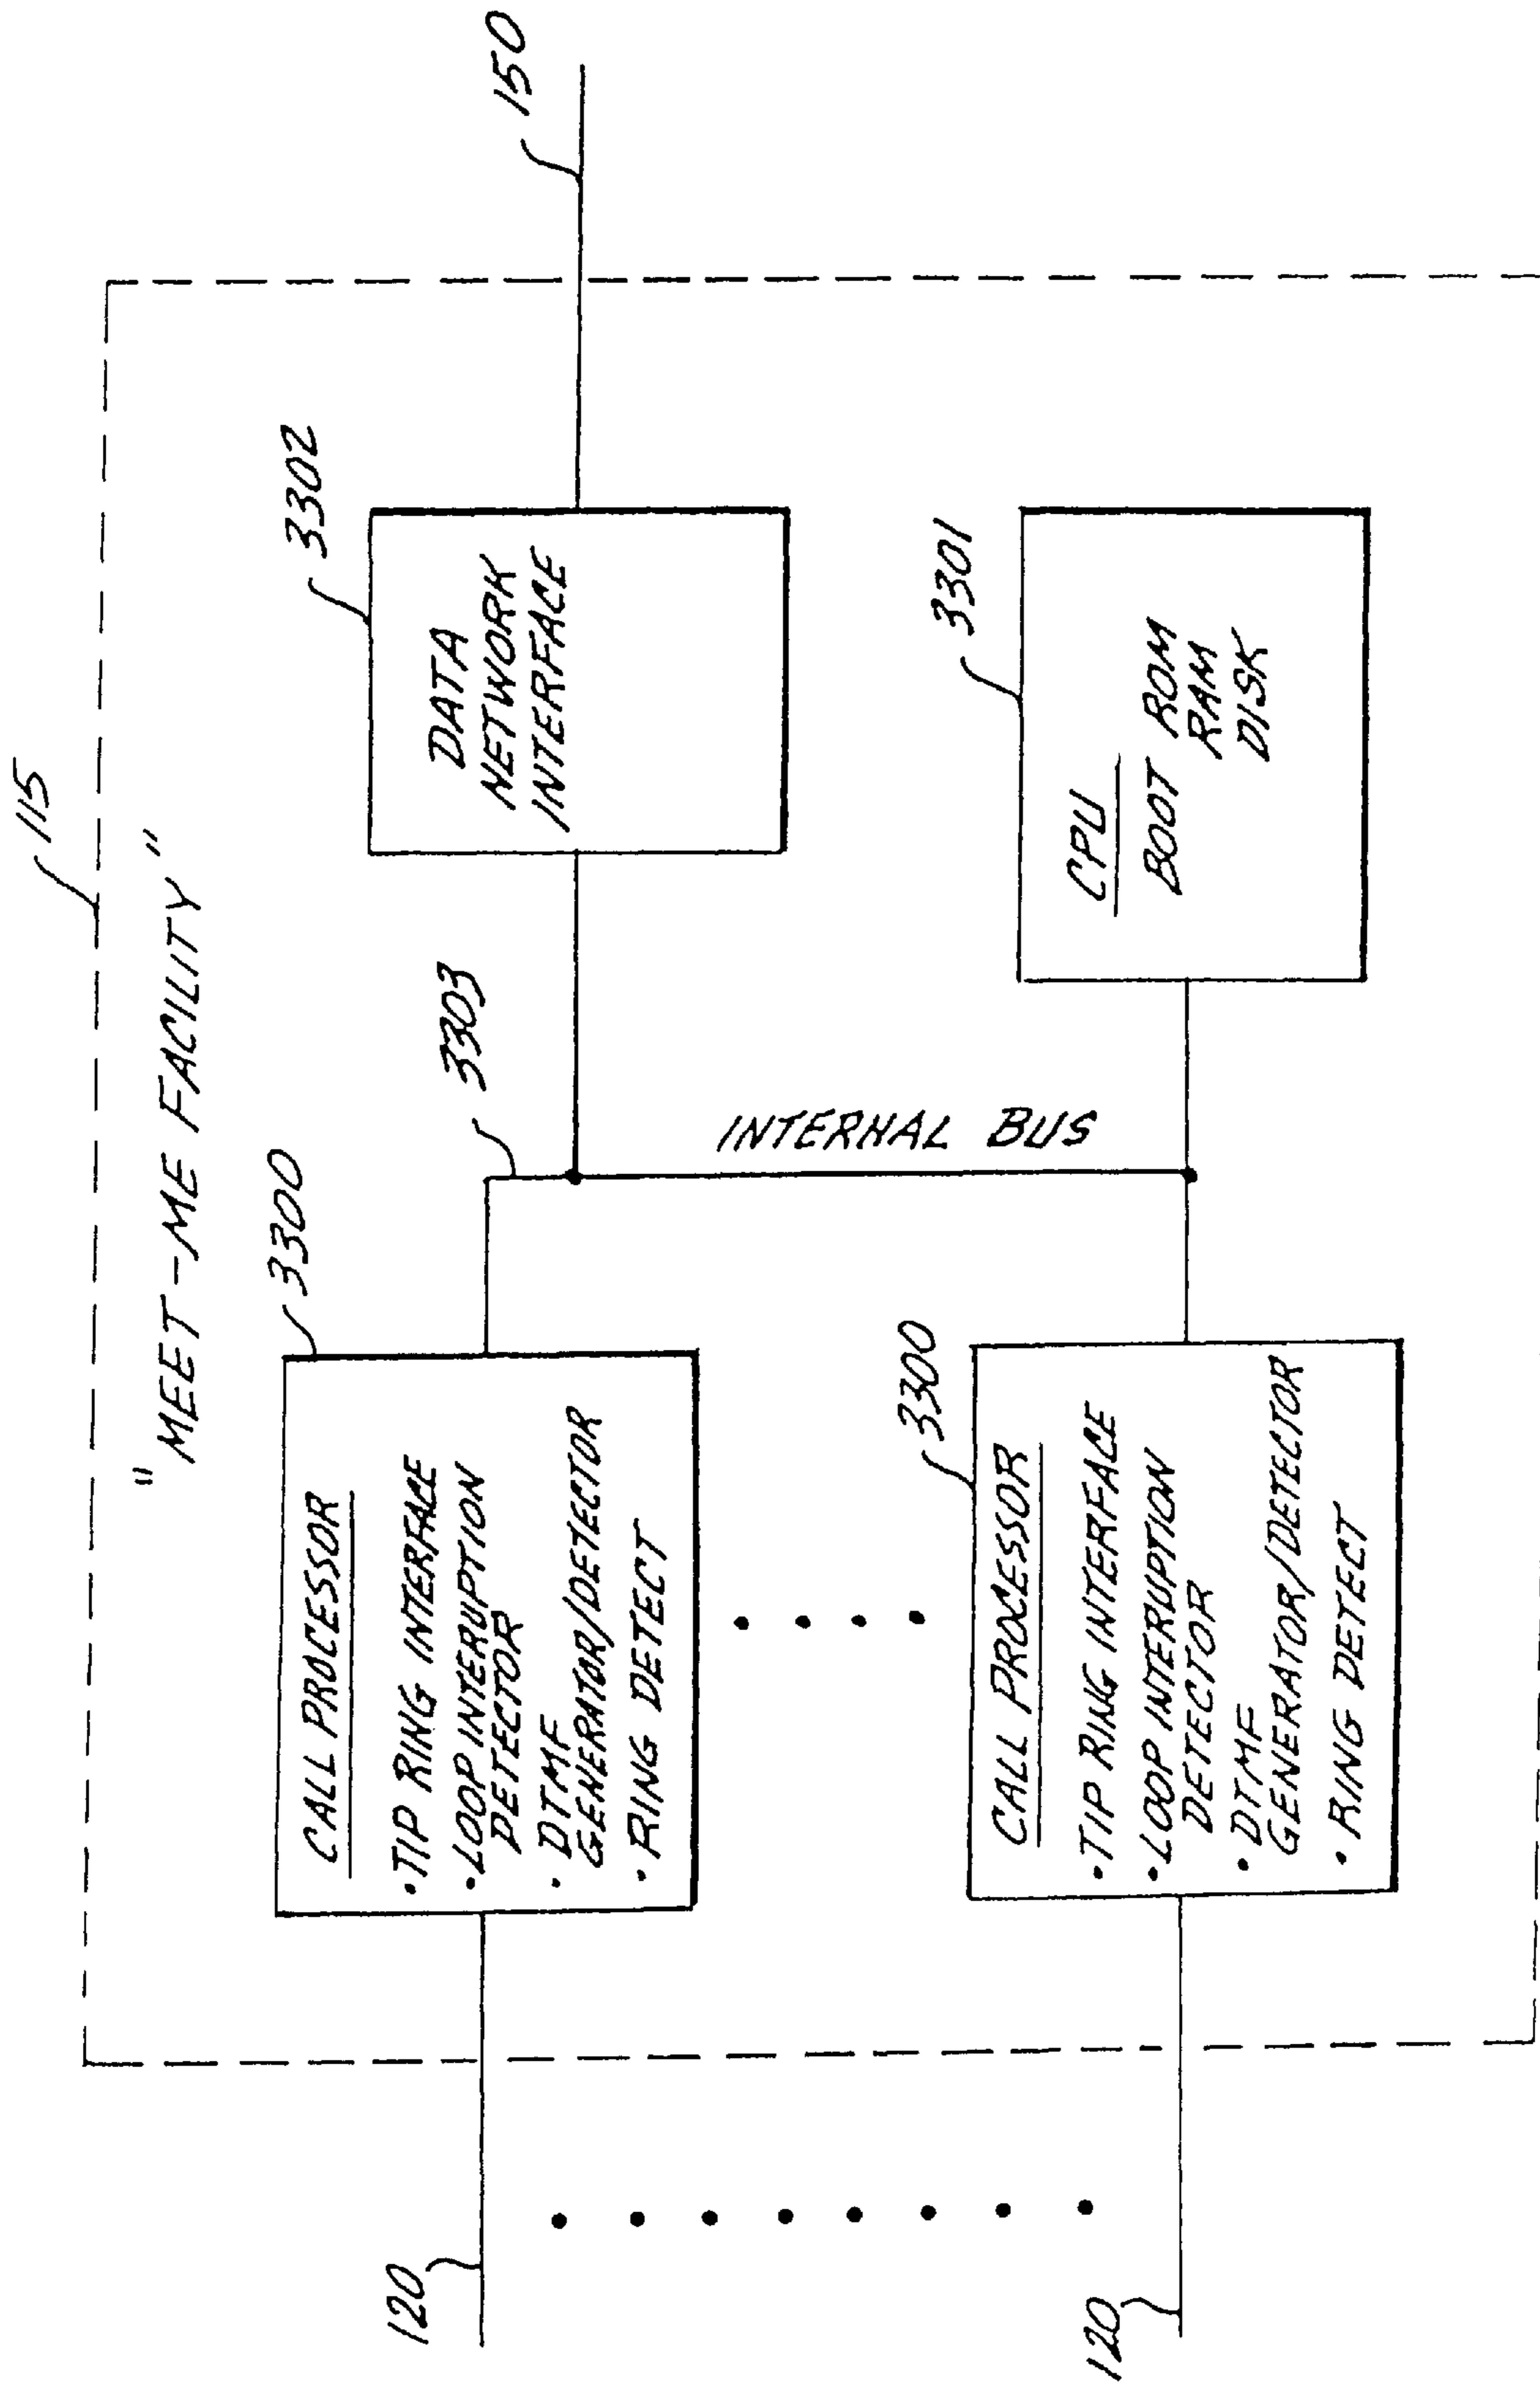 115
"MEET-ME FACILITY"
3300
CALL PROCESSOR
•TIP RING INTERFACE
•LOOP INTERUPTION
DETECTOR
• DTMF
GENERATOR/DETECTOR
•RING DETECT
120
3303
INTERNAL BUS
3302
DATA
NETWORK
INTERFACE
150
3300
CALL PROCESSOR
•TIP RING INTERFACE
•LOOP INTERUPTION
DETECTOR
• DTMF
GENERATOR/DETECTOR
• RING DETECT
120
3301
CPU
BOOT ROM
RAM
DISK